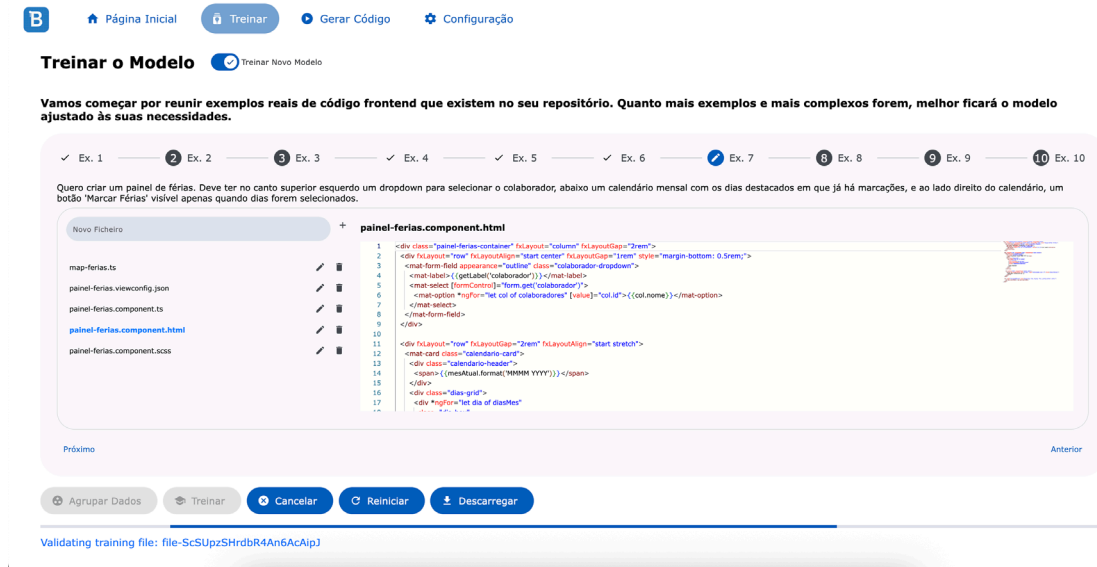 B
Página Inicial
Treinar
Gerar Código
Configuração
Treinar o Modelo
Treinar Novo Modelo
Vamos começar por reunir exemplos reais de código frontend que existem no seu repositório. Quanto mais exemplos e mais complexos forem, melhor ficará o modelo
ajustado às suas necessidades.
Ex. 1
2 Ex. 2
3 Ex. 3
Ex. 4
Ex. 5
Ex. 6
Ex. 7
8 Ex. 8
9 Ex. 9
10 Ex. 10
Quero criar um painel de férias. Deve ter no canto superior esquerdo um dropdown para selecionar o colaborador, abaixo um calendário mensal com os dias destacados em que já há marcações, e ao lado direito do calendário, um
botão 'Marcar Férias' visível apenas quando dias forem selecionados.
Novo Ficheiro
+
map-ferias.ts
painel-ferias.viewconfig.json
painel-ferias.component.ts
painel-ferias.component.html
painel-ferias.component.scss
painel-ferias.component.html
1 <div class="painel-ferias-container" fxLayout="column" fxLayoutGap="2rem">
2 <div fxLayout="row" fxLayoutAlign="start center" fxLayoutGap="1rem" style="margin-bottom: 0.5rem;">
3 <mat-form-field appearance="outline" class="colaborador-dropdown">
4 <mat-label>{{getLabel('colaborador')}}</mat-label>
5 <mat-select [formControl]="form.get('colaborador')">
6 <mat-option *ngFor="let col of colaboradores" [value]="col.id">{{col.nome}}</mat-option>
7 </mat-select>
8 </mat-form-field>
9 </div>
10
11 <div fxLayout="row" fxLayoutGap="2rem" fxLayoutAlign="start stretch">
12 <mat-card class="calendario-card">
13 <div class="calendario-header">
14 <span>{{mesAtual.format('MMMM YYYY')}}</span>
15 </div>
16 <div class="dias-grid">
17 <div *ngFor="let dia of diasMes"
Próximo
Anterior
Agrupar Dados
Treinar
Cancelar
Reiniciar
Descarregar
Validating training file: file-ScSUpzSHrdbR4An6AcAipJ